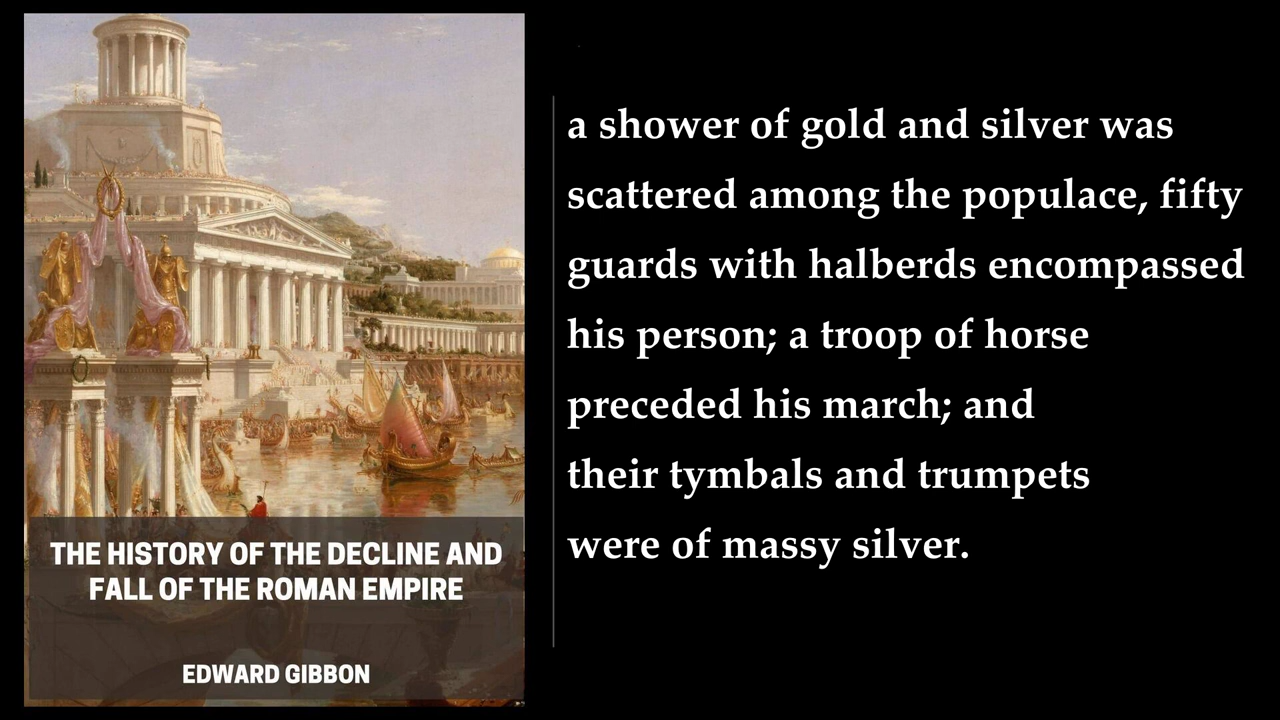 THE HISTORY OF THE DECLINE AND
FALL OF THE ROMAN EMPIRE
EDWARD GIBBON
a shower of gold and silver was
scattered among the populace, fifty
guards with halberds encompassed
his person; a troop of horse
preceded his march; and
their tymbals and trumpets
were of massy silver.